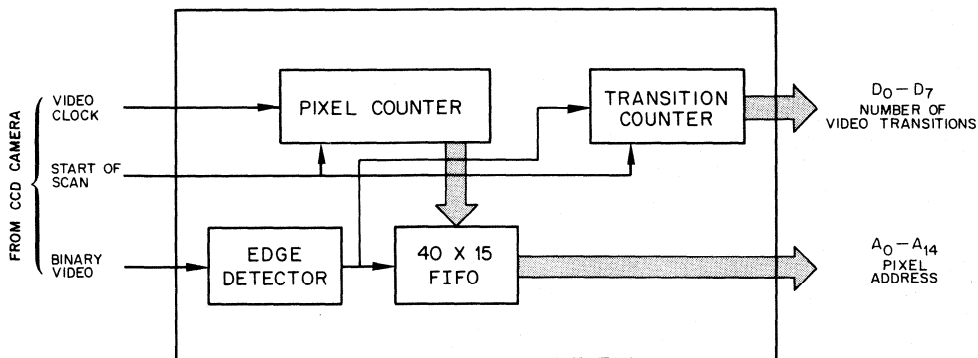 FROM CCD CAMERA
VIDEO
CLOCK
START OF
SCAN
BINARY
VIDEO
PIXEL COUNTER
TRANSITION
COUNTER
EDGE
DETECTOR
40 X 15
FIFO
D0 – D7
NUMBER OF
VIDEO TRANSITIONS
A0 – A14
PIXEL
ADDRESS